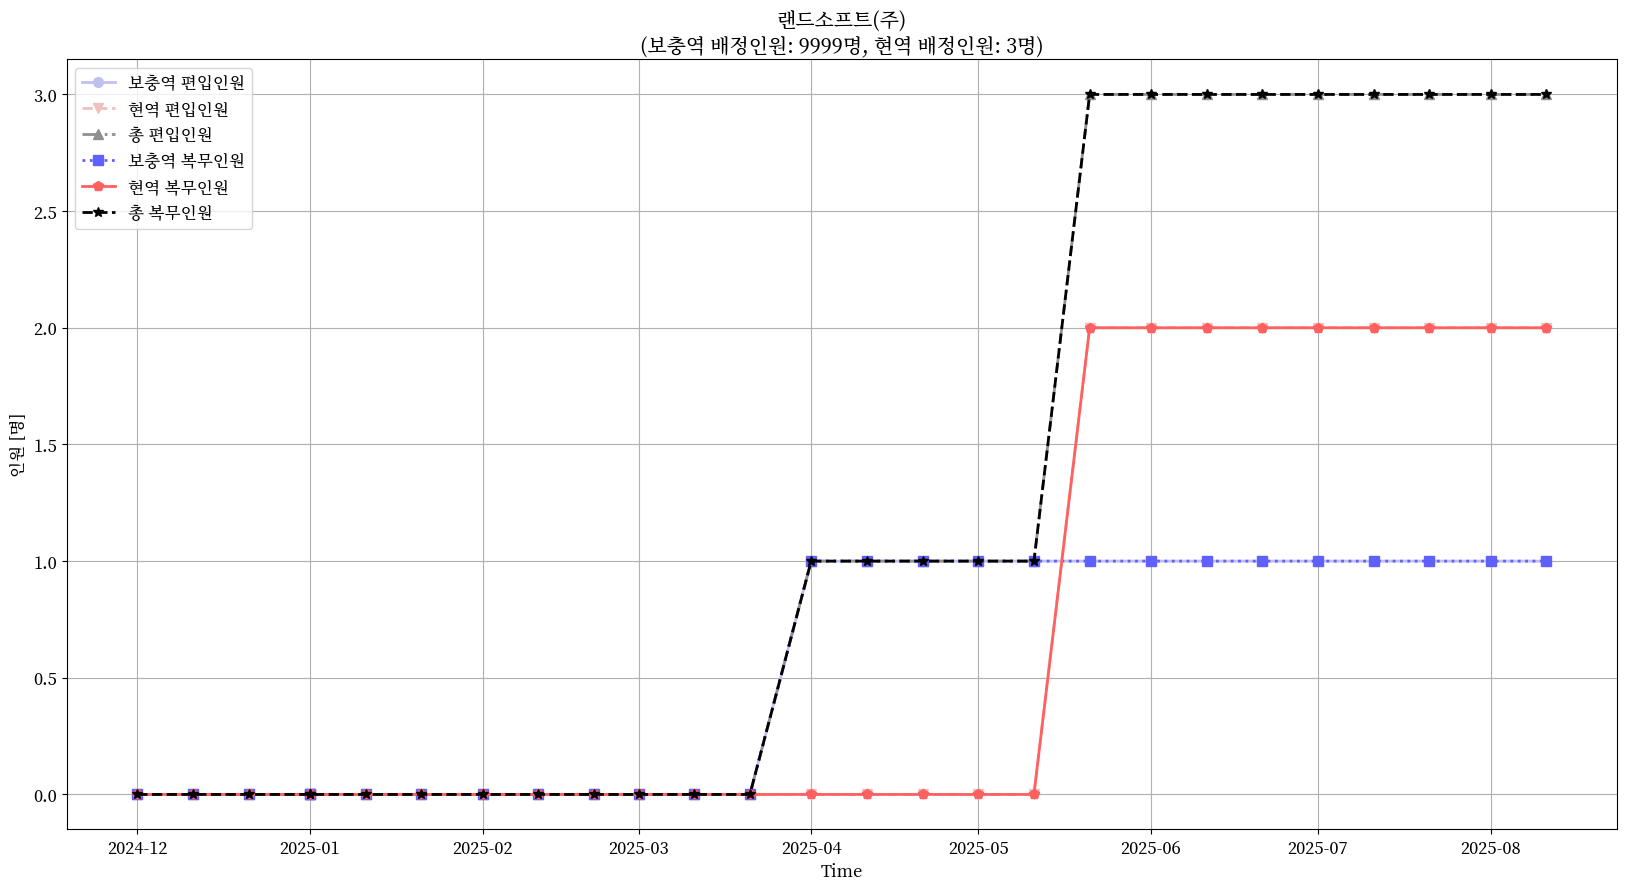 랜드소프트(주)
(보충역 배정인원: 9999명, 현역 배정인원: 3명)
보충역 편입인원
현역 편입인원
총 편입인원
보충역 복무인원
현역 복무인원
총 복무인원
3.0
2.5
2.0
1.5
1.0
0.5
0.0
인원 [명]
2024-12 2025-01 2025-02 2025-03 2025-04 2025-05 2025-06 2025-07 2025-08
Time